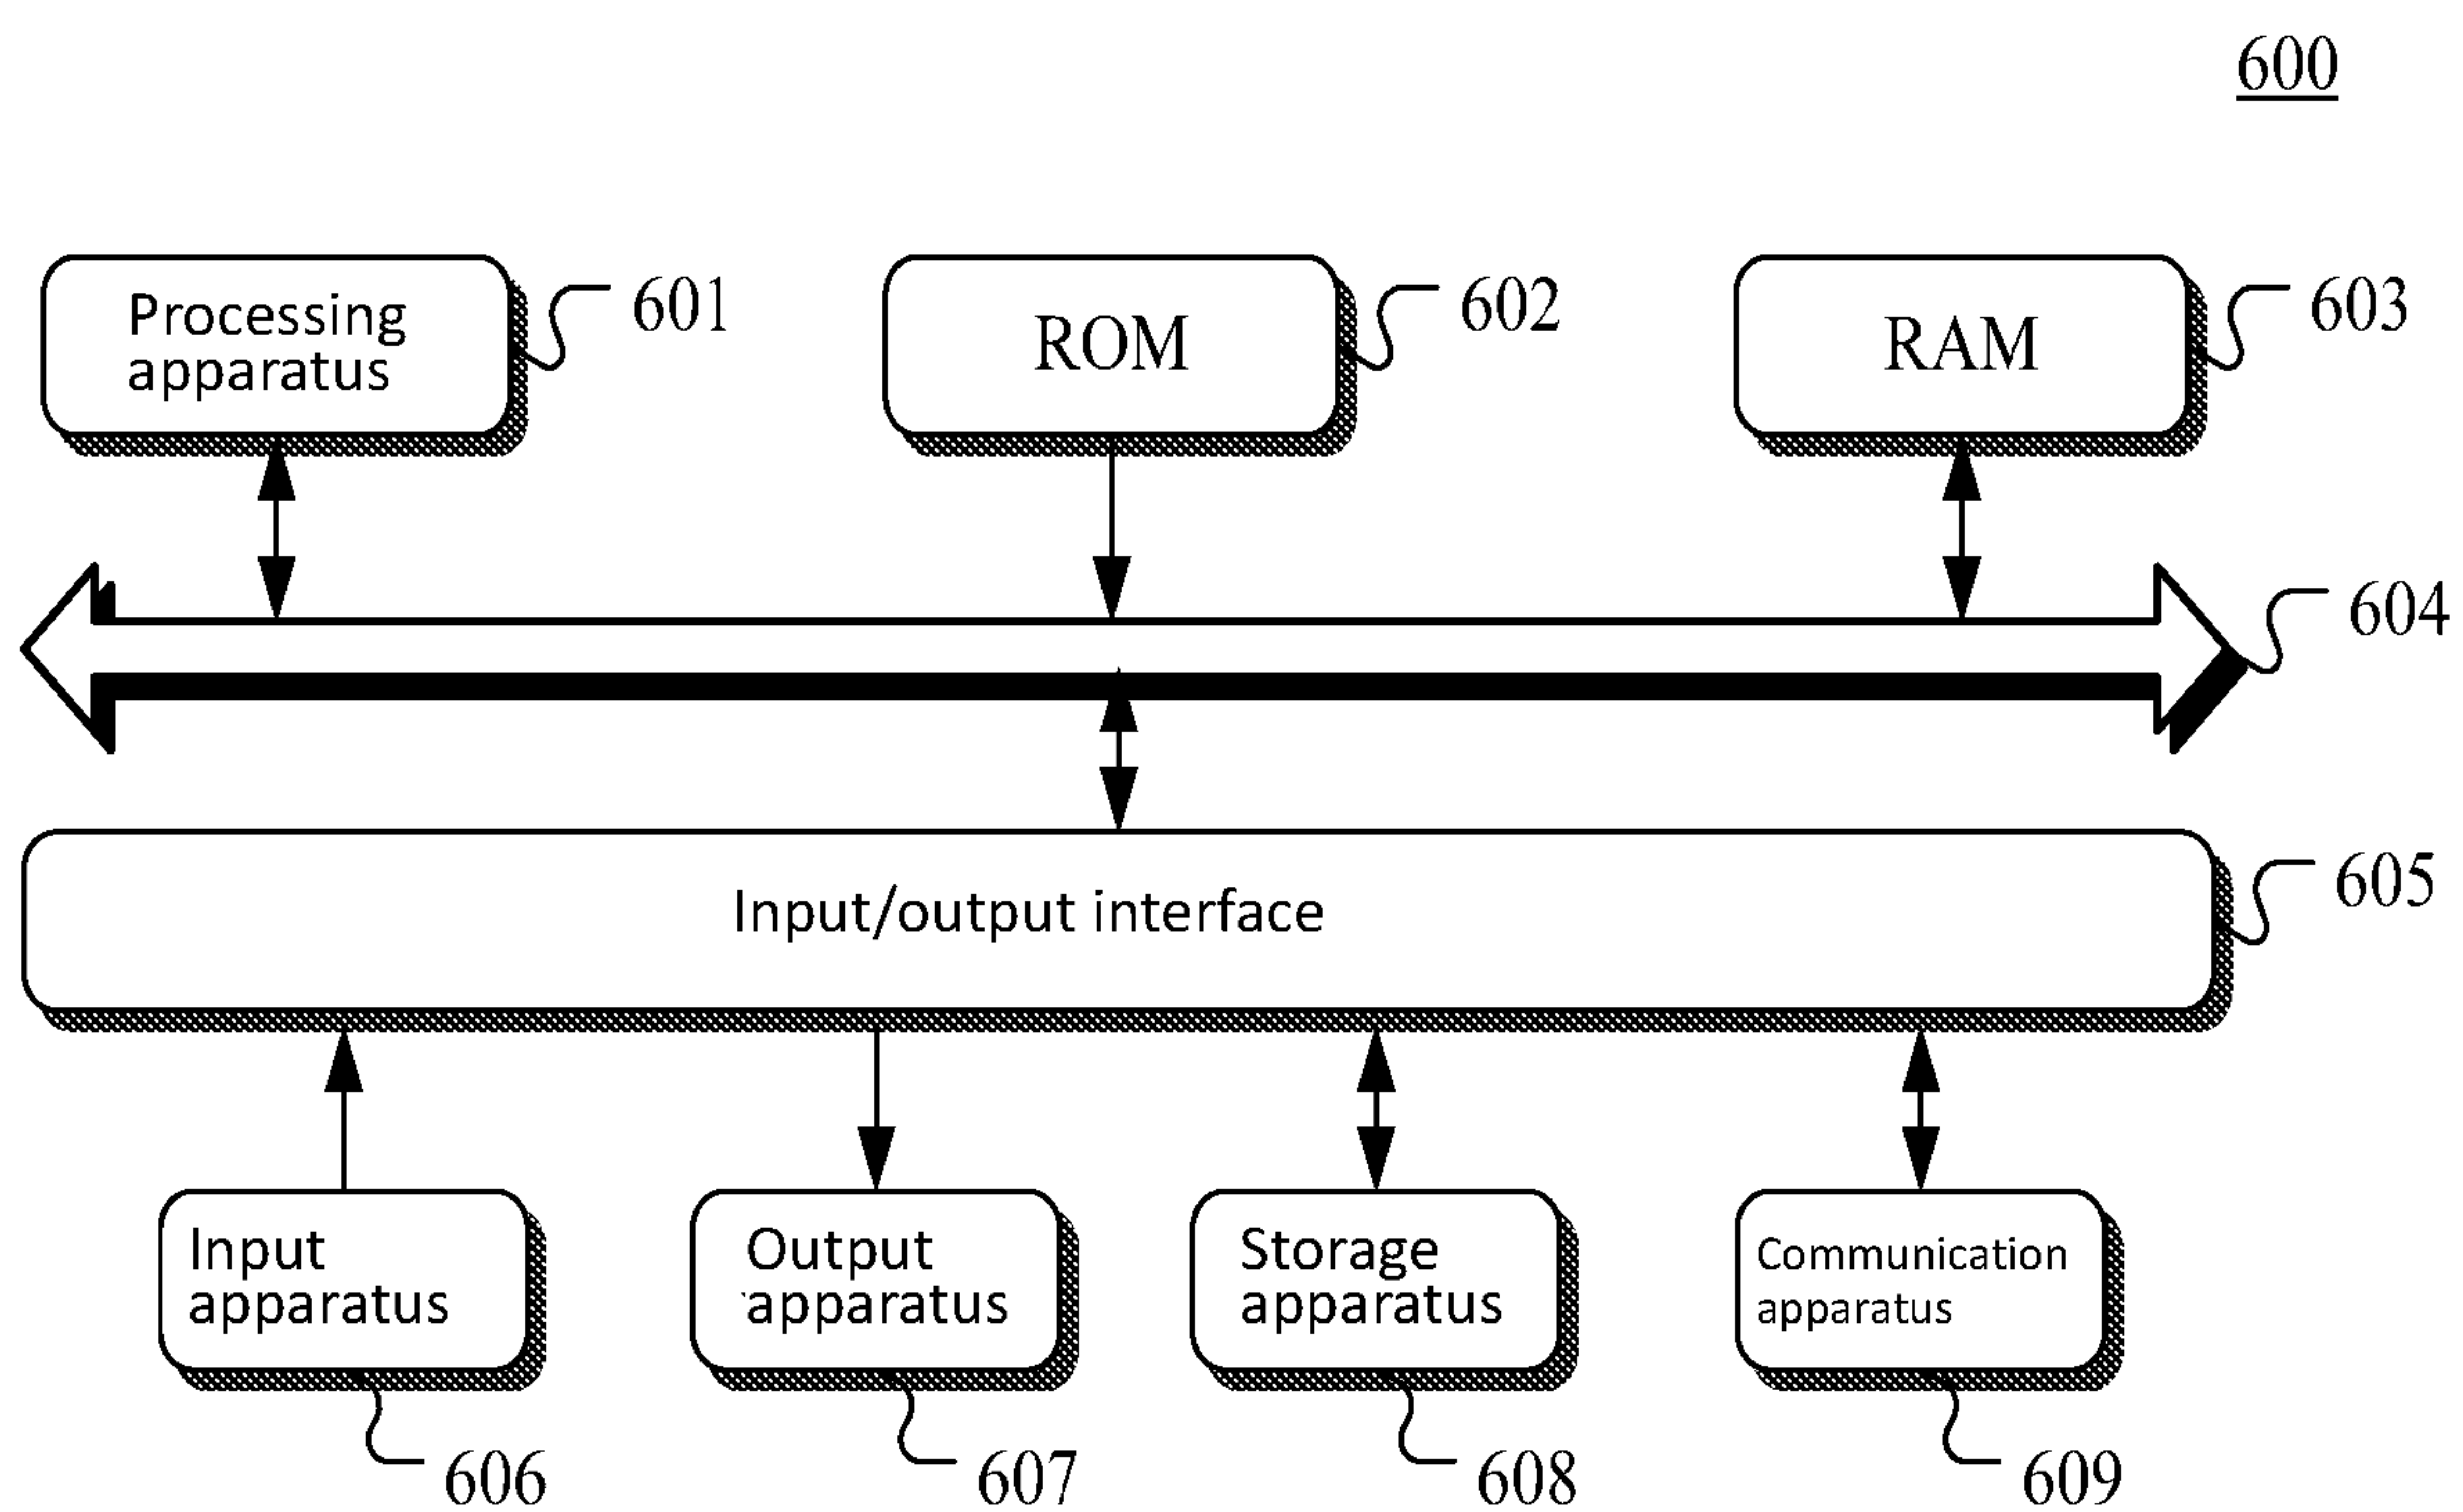 600
Processing
apparatus
601
ROM
602
RAM
603
604
Input/output interface
605
Input
apparatus
606
Output
apparatus
607
Storage
apparatus
608
Communication
apparatus
609